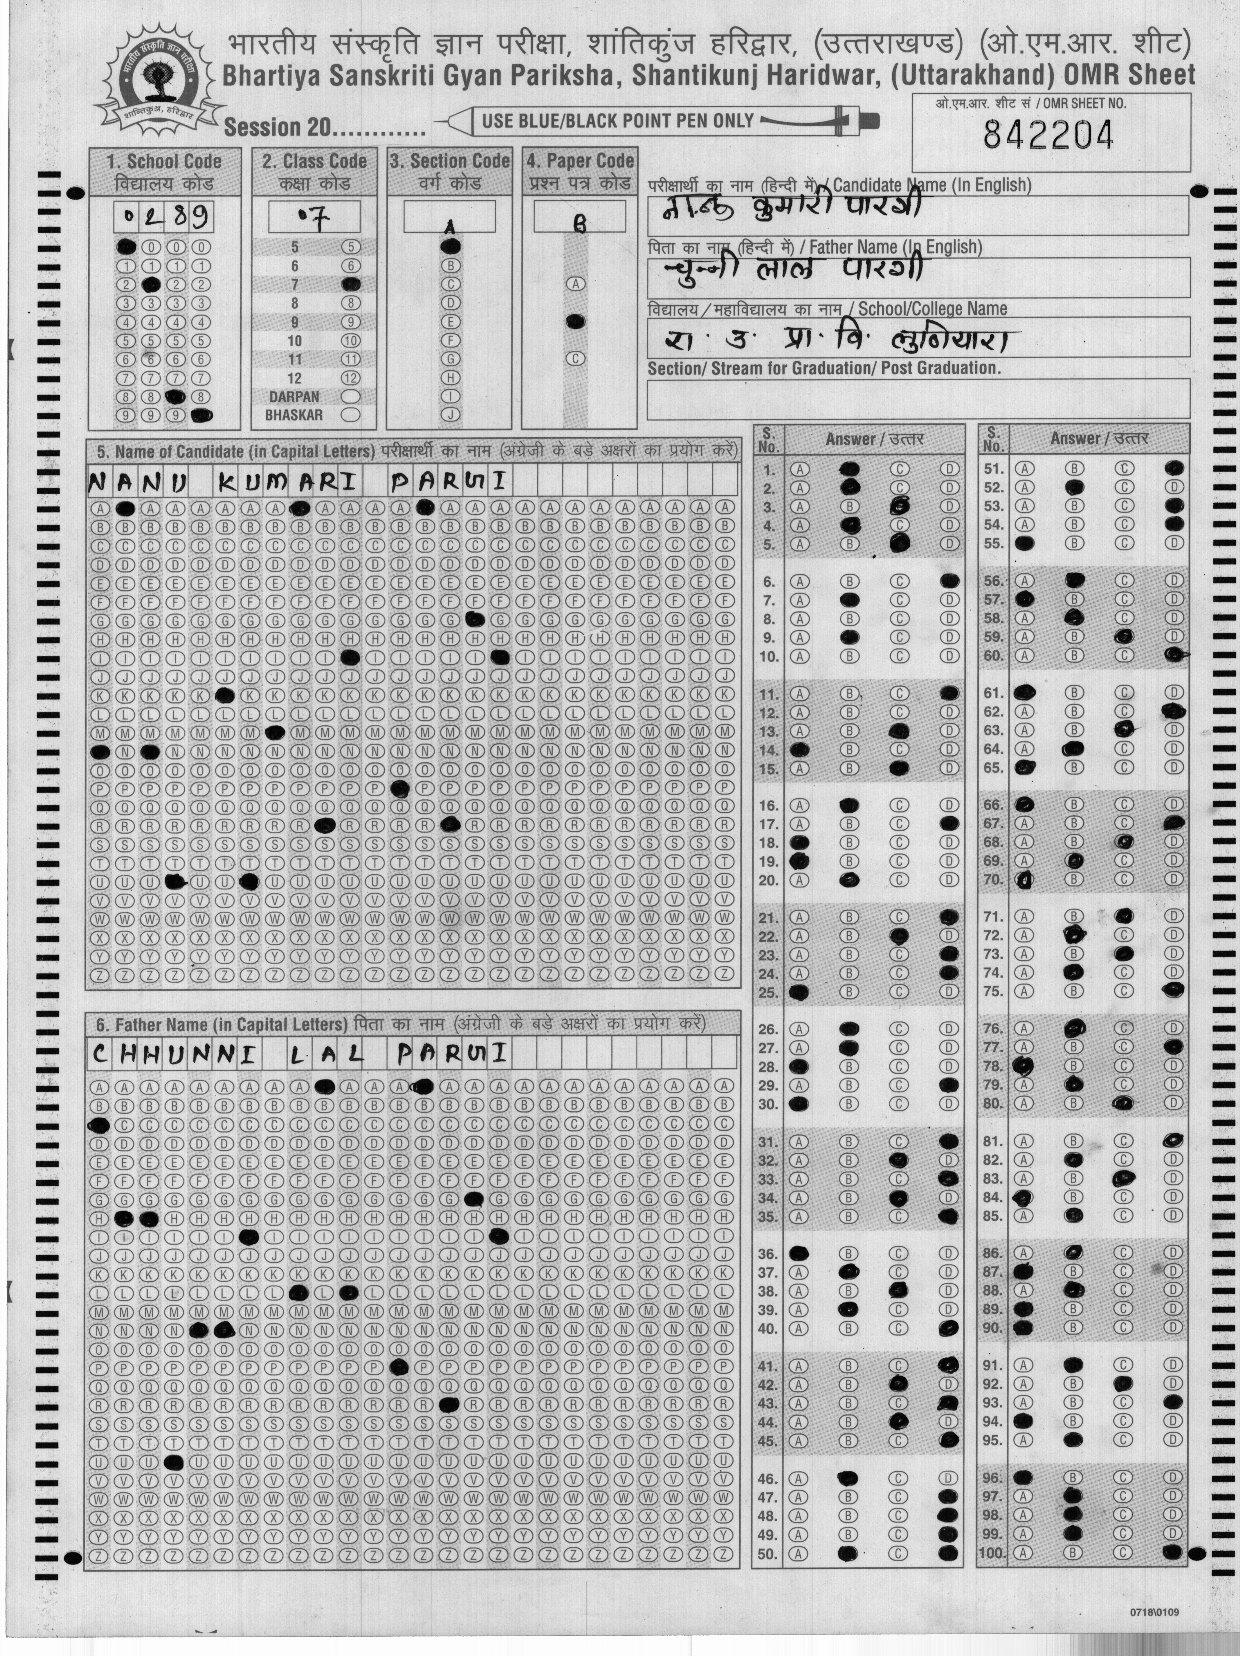 भारतीय संस्कृति ज्ञान परीक्षा, शांतिकुंज हरिद्वार, (उत्तराखण्ड) (ओ.एम.आर. शीट)
Bhartiya Sanskriti Gyan Pariksha, Shantikunj Haridwar, (Uttarakhand) OMR Sheet
Session 20............
USE BLUE/BLACK POINT PEN ONLY
ओ.एम.आर. शीट सं / OMR SHEET NO.
842204
1. School Code
विद्यालय कोड
0289
2. Class Code
कक्षा कोड
07
5
6
7
8
9
10
11
12
DARPAN
BHASKAR
3. Section Code
वर्ग कोड
A
4. Paper Code
प्रश्न पत्र कोड
B
परीक्षार्थी का नाम (हिन्दी में) / Candidate Name (In English)
कुमारी पारगी
पिता का नाम (हिन्दी में) / Father Name (In English)
चुन्नी लाल पारगी
विद्यालय / महाविद्यालय का नाम / School/College Name
रा. उ. प्रा. वि. लुणियारा
Section/ Stream for Graduation/ Post Graduation.
5. Name of Candidate (in Capital Letters) परीक्षार्थी का नाम (अंग्रेजी के बड़े अक्षरों का प्रयोग करें)
NANU KUMARI PARGI
6. Father Name (in Capital Letters) पिता का नाम (अंग्रेजी के बड़े अक्षरों का प्रयोग करें)
CHHUNNI LAL PARGI
S. No. Answer / उत्तर
S. No. Answer / उत्तर
0718\0109